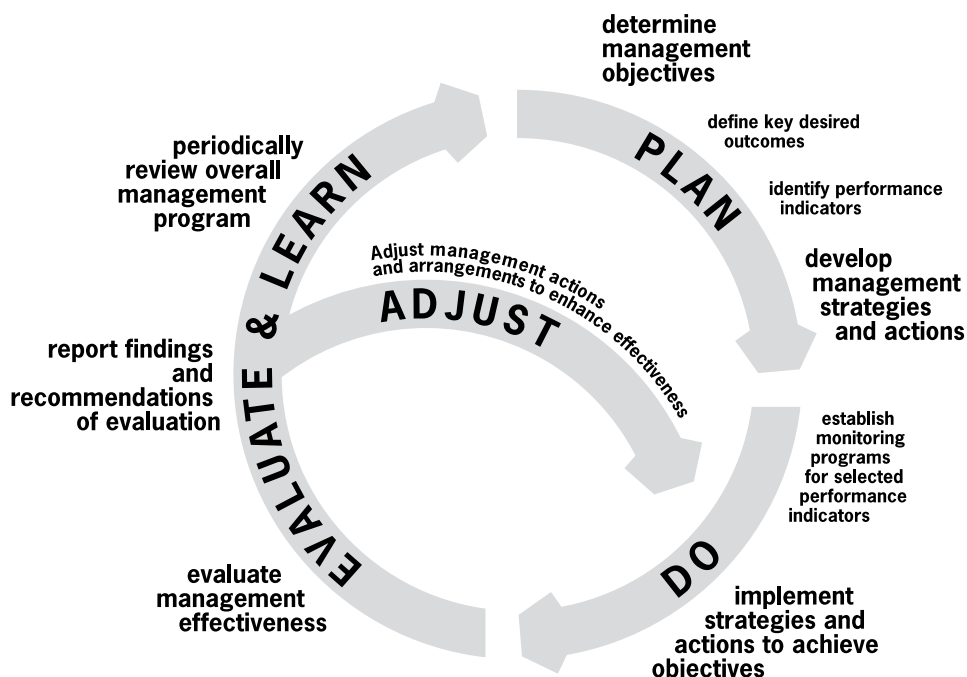 determine
management
objectives
define key desired
outcomes
PLAN
identify performance
indicators
develop
management
strategies
and actions
establish
monitoring
programs
for selected
performance
indicators
DO
implement
strategies and
actions to achieve
objectives
evaluate
management
effectiveness
EVALUATE & LEARN
report findings
and
recommendations
of evaluation
periodically
review overall
management
program
Adjust management actions
and arrangements to enhance effectiveness
ADJUST